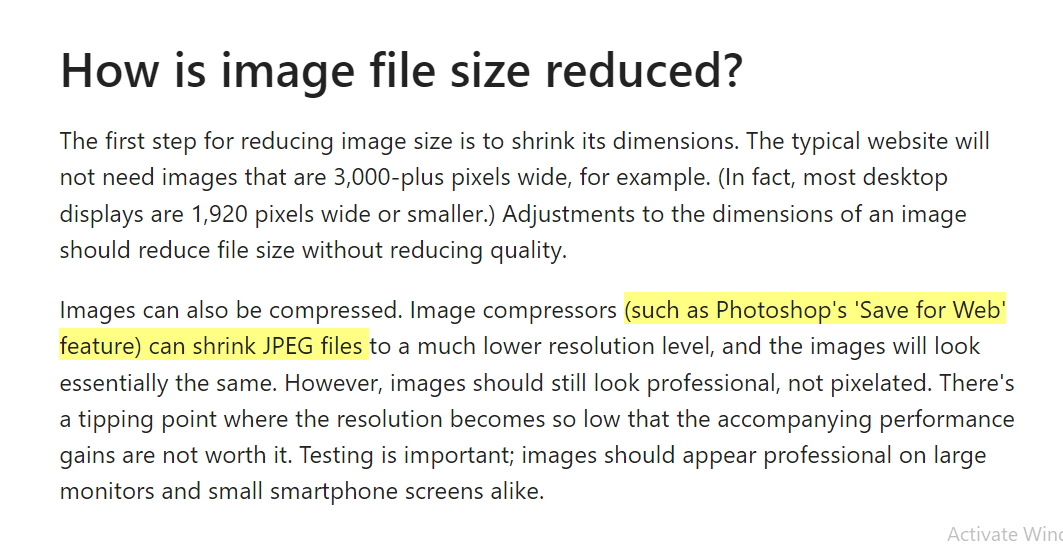 How is image file size reduced?
The first step for reducing image size is to shrink its dimensions. The typical website will
not need images that are 3,000-plus pixels wide, for example. (In fact, most desktop
displays are 1,920 pixels wide or smaller.) Adjustments to the dimensions of an image
should reduce file size without reducing quality.
Images can also be compressed. Image compressors (such as Photoshop's 'Save for Web'
feature) can shrink JPEG files to a much lower resolution level, and the images will look
essentially the same. However, images should still look professional, not pixelated. There's
a tipping point where the resolution becomes so low that the accompanying performance
gains are not worth it. Testing is important; images should appear professional on large
monitors and small smartphone screens alike.
Activate Win